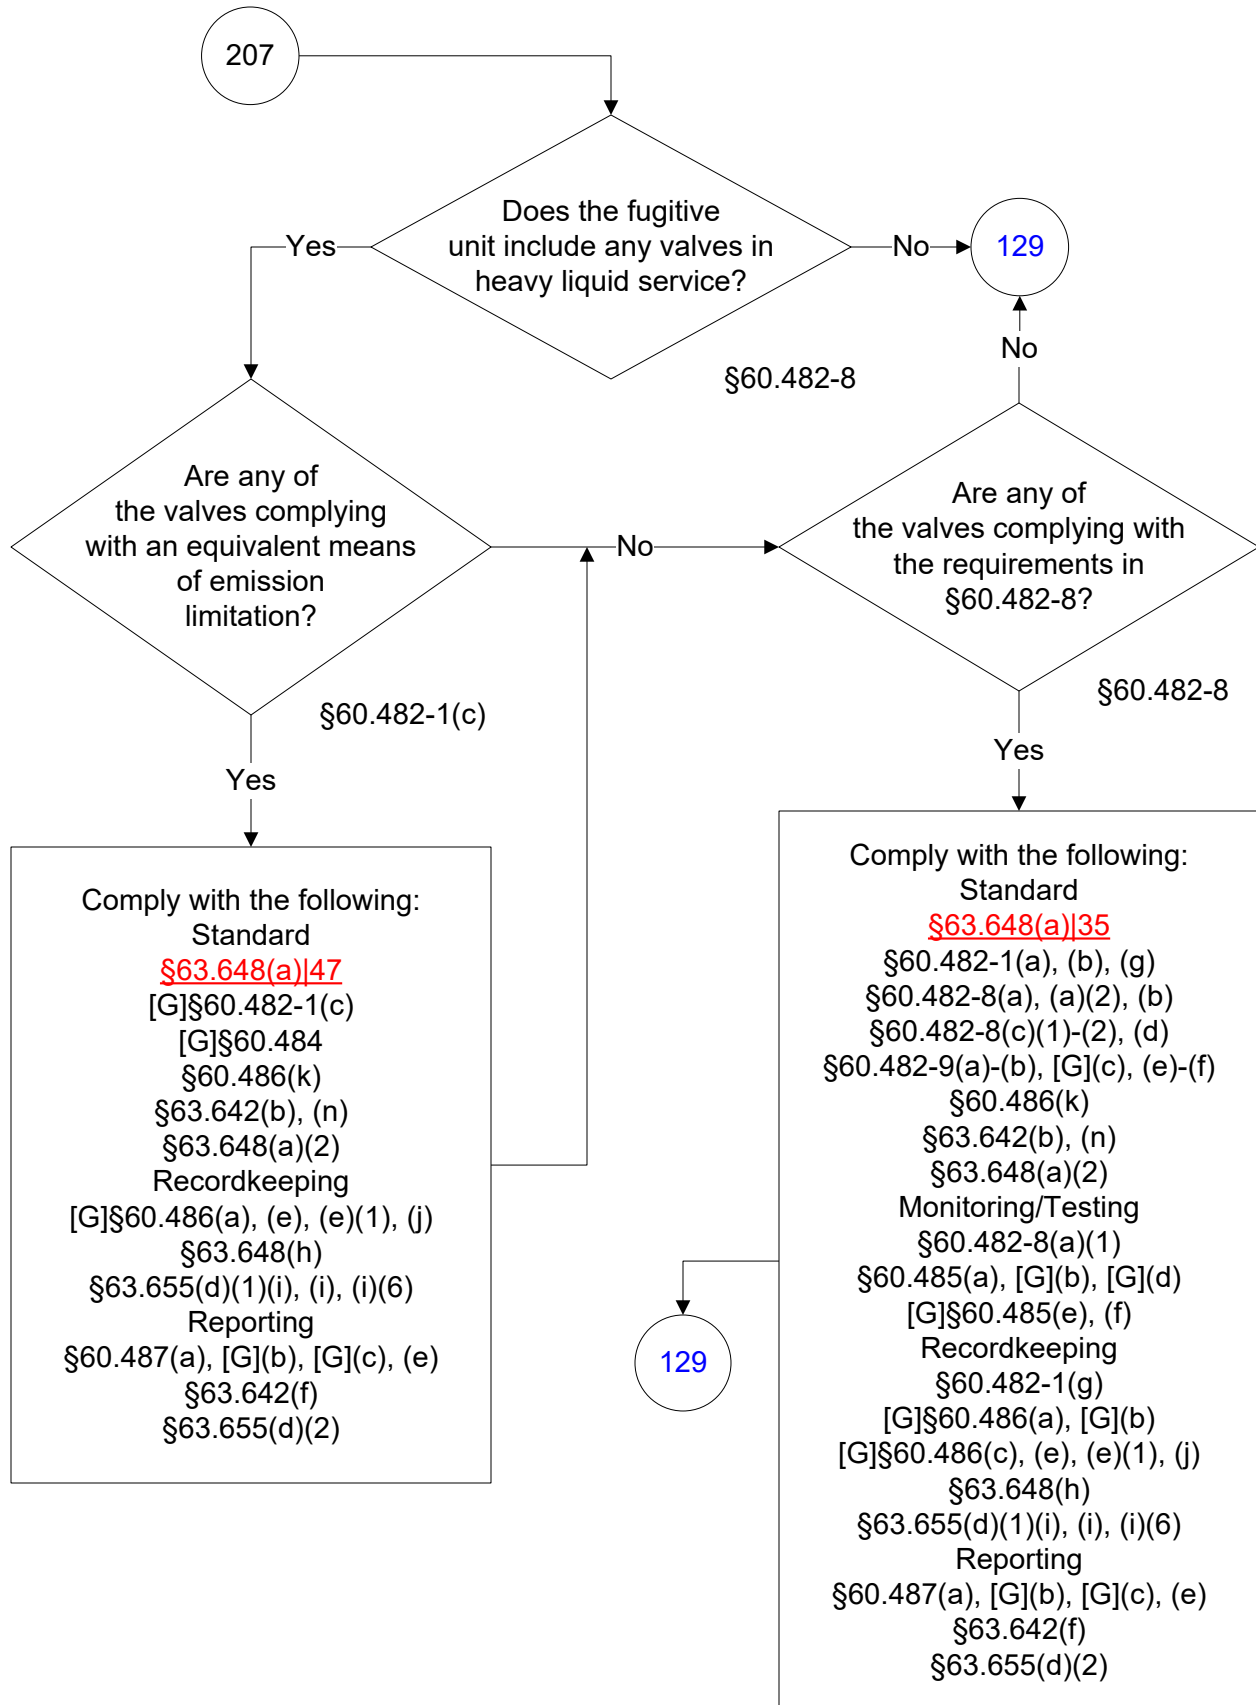 207
Does the fugitive
unit include any valves in
heavy liquid service?
Yes
No
129
§60.482-8
Are any of
the valves complying
with an equivalent means
of emission
limitation?
§60.482-1(c)
No
Are any of
the valves complying with
the requirements in
§60.482-8?
No
§60.482-8
Yes
Yes
Comply with the following:
Standard
§63.648(a)|47
[G]§60.482-1(c)
[G]§60.484
§60.486(k)
§63.642(b), (n)
§63.648(a)(2)
Recordkeeping
[G]§60.486(a), (e), (e)(1), (j)
§63.648(h)
§63.655(d)(1)(i), (i), (i)(6)
Reporting
§60.487(a), [G](b), [G](c), (e)
§63.642(f)
§63.655(d)(2)
Comply with the following:
Standard
§63.648(a)|35
§60.482-1(a), (b), (g)
§60.482-8(a), (a)(2), (b)
§60.482-8(c)(1)-(2), (d)
§60.482-9(a)-(b), [G](c), (e)-(f)
§60.486(k)
§63.642(b), (n)
§63.648(a)(2)
Monitoring/Testing
§60.482-8(a)(1)
§60.485(a), [G](b), [G](d)
[G]§60.485(e), (f)
Recordkeeping
§60.482-1(g)
[G]§60.486(a), [G](b)
[G]§60.486(c), (e), (e)(1), (j)
§63.648(h)
§63.655(d)(1)(i), (i), (i)(6)
Reporting
§60.487(a), [G](b), [G](c), (e)
§63.642(f)
§63.655(d)(2)
129